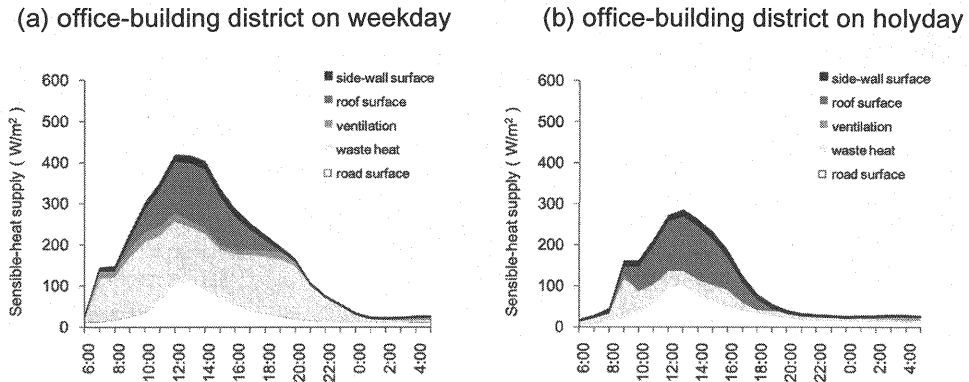 (a) office-building district on weekday
(b) office-building district on holyday
Sensible-heat supply ( W/m² )
600
500
400
300
200
100
0
side-wall surface
roof surface
ventilation
waste heat
road surface
6:00
8:00
10:00
12:00
14:00
16:00
18:00
20:00
22:00
0:00
2:00
4:00
Sensible-heat supply ( W/m² )
600
500
400
300
200
100
0
side-wall surface
roof surface
ventilation
waste heat
road surface
6:00
8:00
10:00
12:00
14:00
16:00
18:00
20:00
22:00
0:00
2:00
4:00